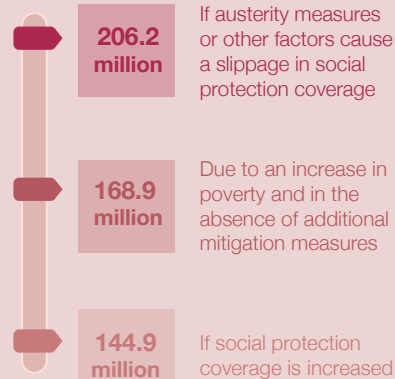 206.2
million
If austerity measures
or other factors cause
a slippage in social
protection coverage
168.9
million
Due to an increase in
poverty and in the
absence of additional
mitigation measures
144.9
million
If social protection
coverage is increased